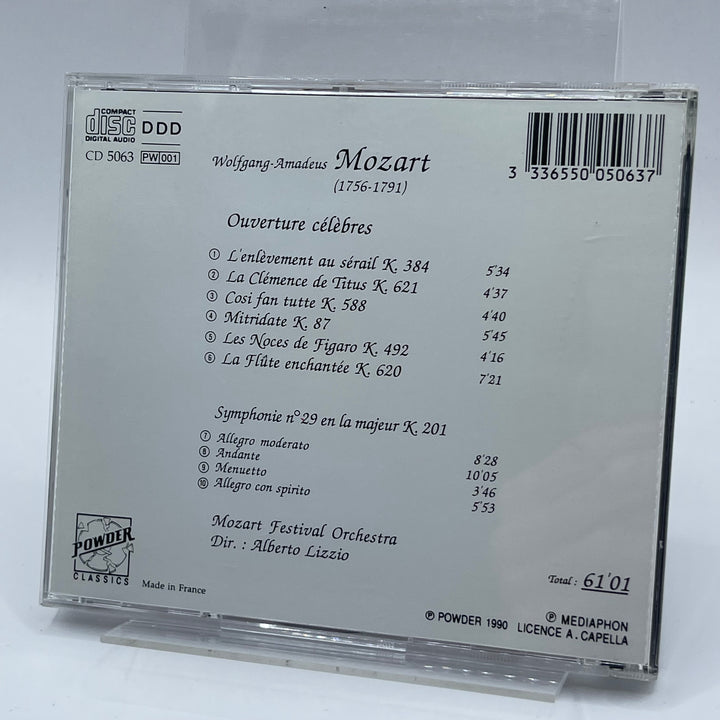 COMPACT
disc
DIGITAL AUDIO
DDD
CD 5063 PW 001
3 336550 050637
Wolfgang-Amadeus Mozart
(1756-1791)
Ouverture célèbres
① L'enlèvement au sérail K. 384 5'34
② La Clémence de Titus K. 621 4'37
③ Cosi fan tutte K. 588 4'40
④ Mitridate K. 87 5'45
⑤ Les Noces de Figaro K. 492 4'16
⑥ La Flûte enchantée K. 620 7'21
Symphonie n° 29 en la majeur K. 201
⑦ Allegro moderato 8'28
⑧ Andante 10'05
⑨ Menuetto 3'46
⑩ Allegro con spirito 5'53
Mozart Festival Orchestra
Dir. : Alberto Lizzio
POWDER
CLASSICS
Made in France
Total : 61'01
℗ POWDER 1990
℗ MEDIAPHON
LICENCE A. CAPELLA